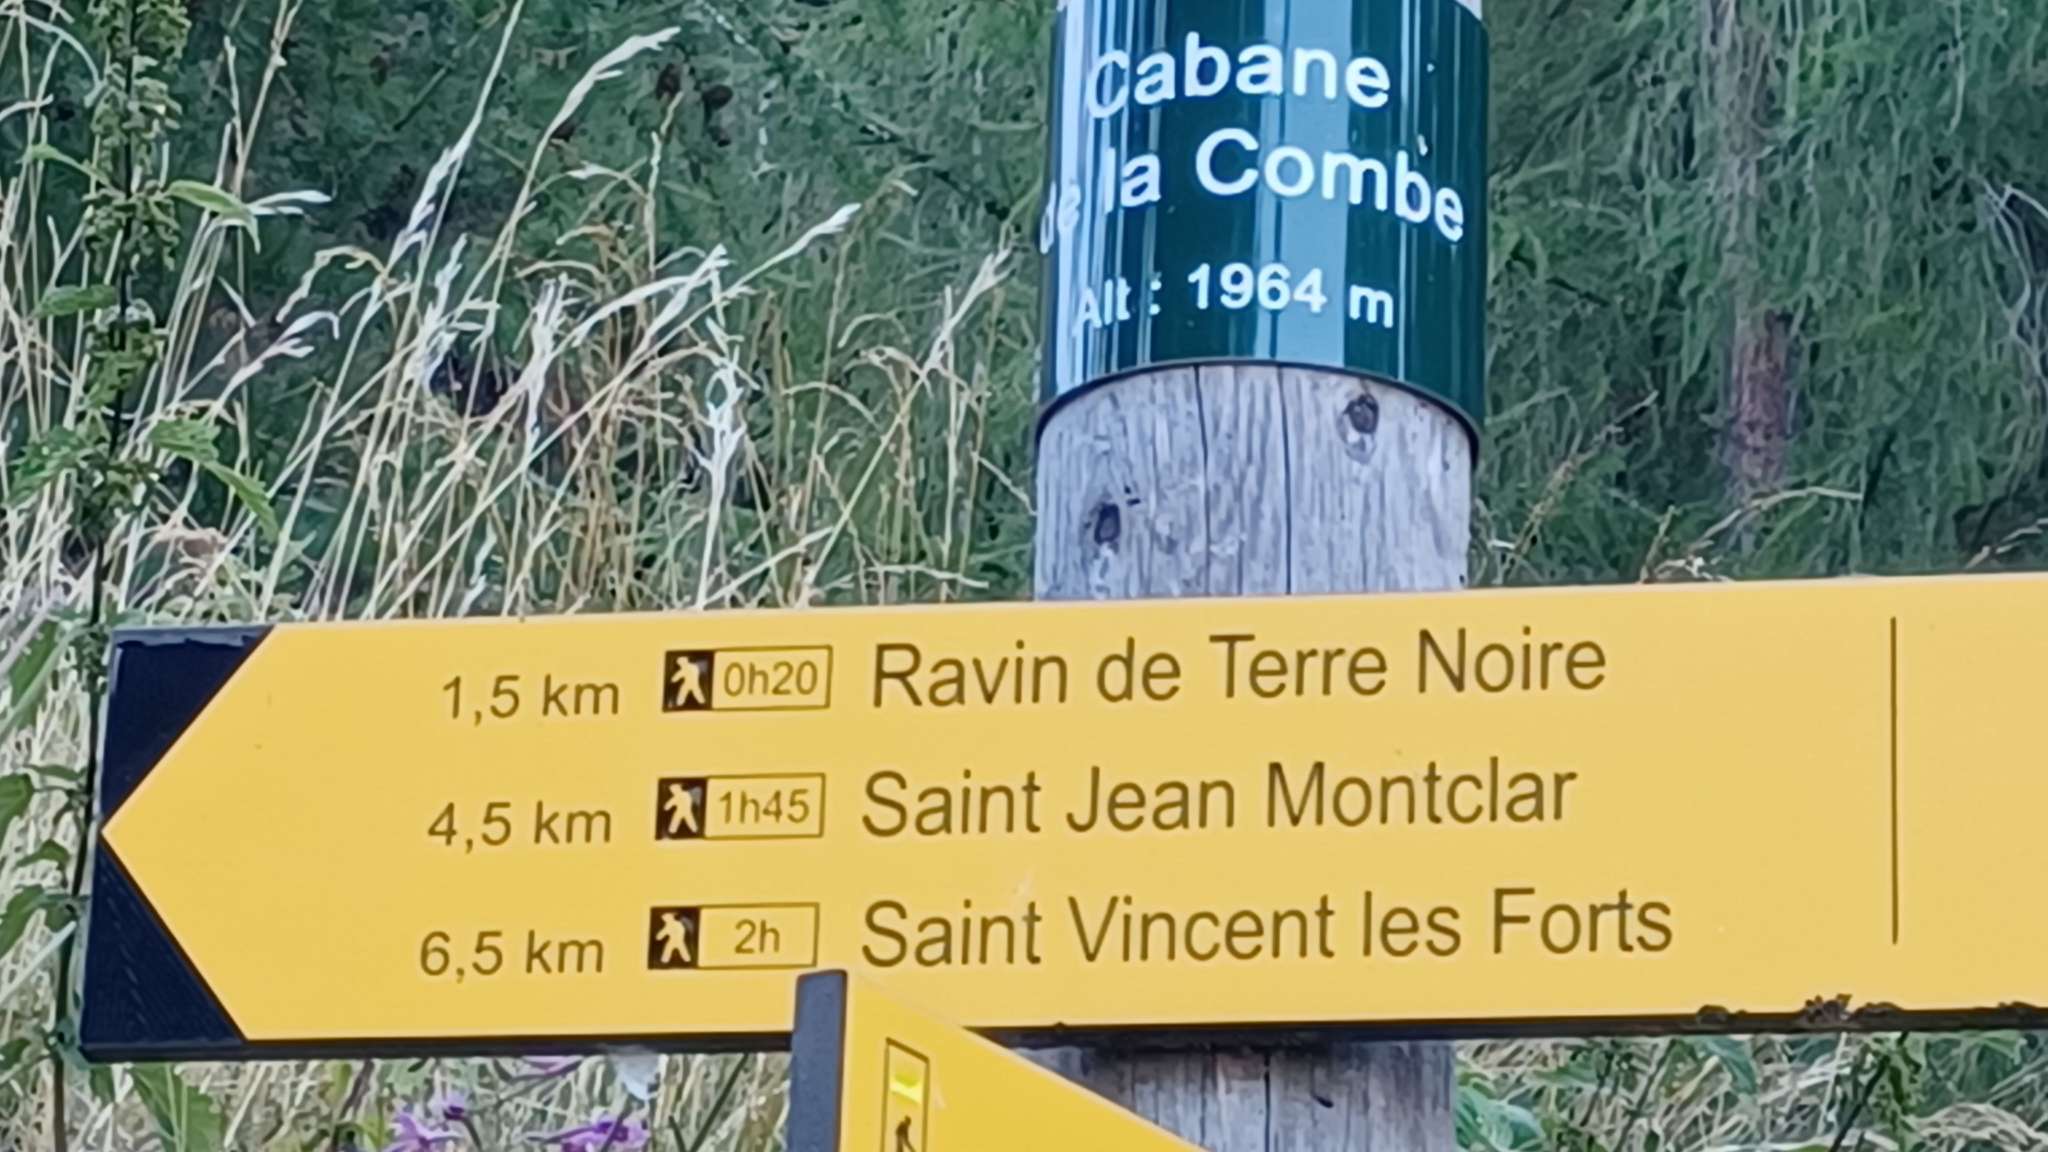 Cabane
de la Combe
Alt : 1964 m
1,5 km 0h20 Ravin de Terre Noire
4,5 km 1h45 Saint Jean Montclar
6,5 km 2h Saint Vincent les Forts